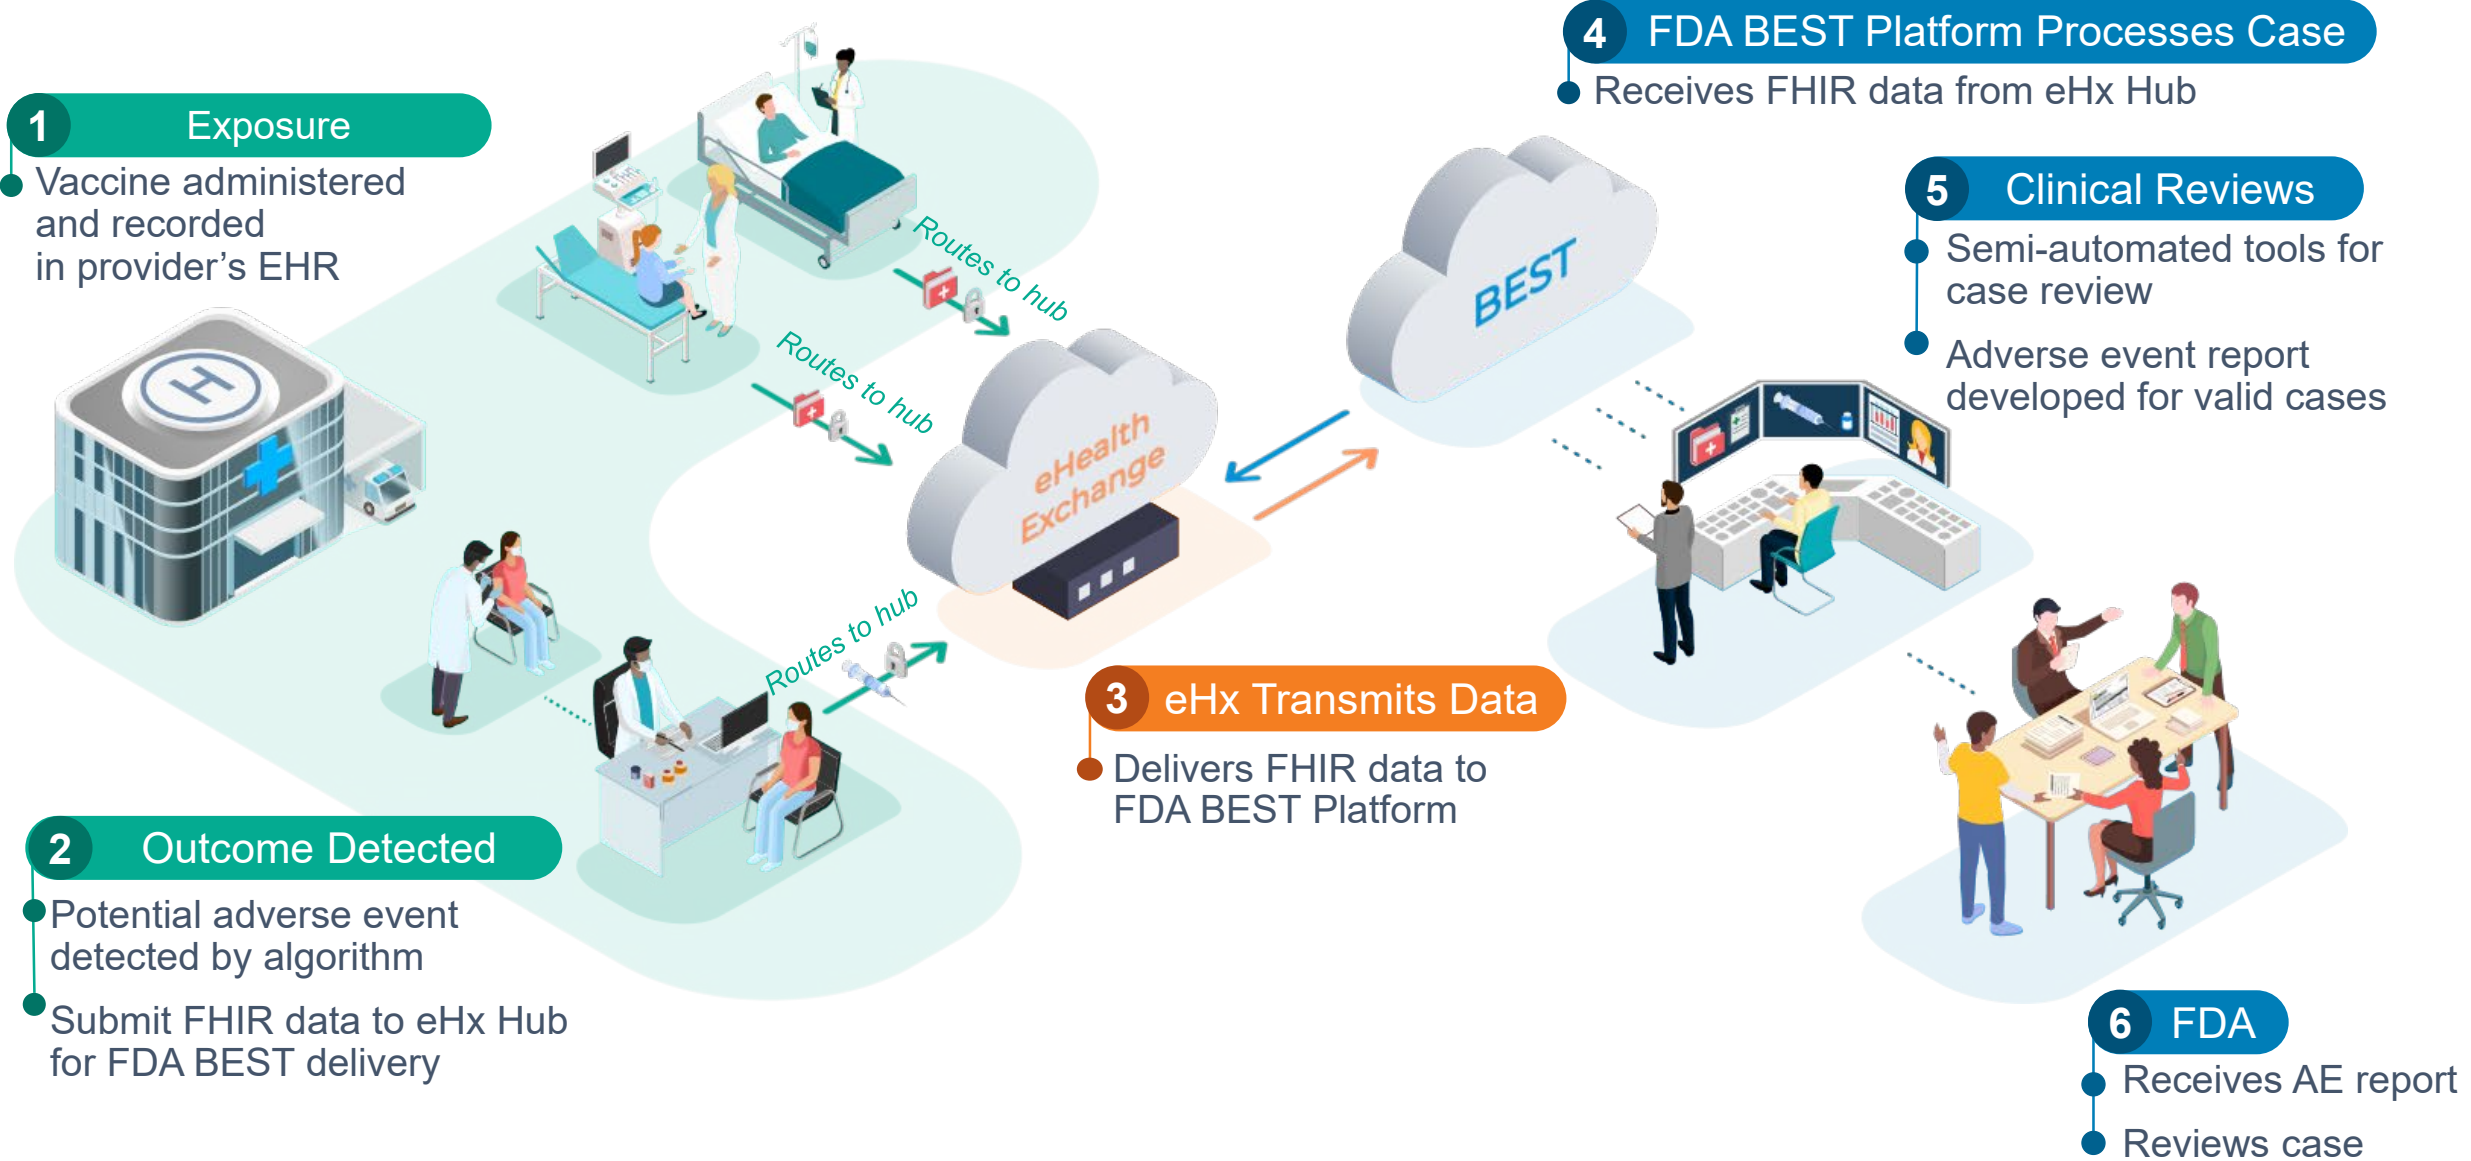 1 Exposure
Vaccine administered
and recorded
in provider's EHR
2 Outcome Detected
Potential adverse event
detected by algorithm
Submit FHIR data to eHx Hub
for FDA BEST delivery
Routes to hub
Routes to hub
Routes to hub
H
eHealth
Exchange
3 eHx Transmits Data
Delivers FHIR data to
FDA BEST Platform
BEST
4 FDA BEST Platform Processes Case
Receives FHIR data from eHx Hub
5 Clinical Reviews
Semi-automated tools for
case review
Adverse event report
developed for valid cases
6 FDA
Receives AE report
Reviews case